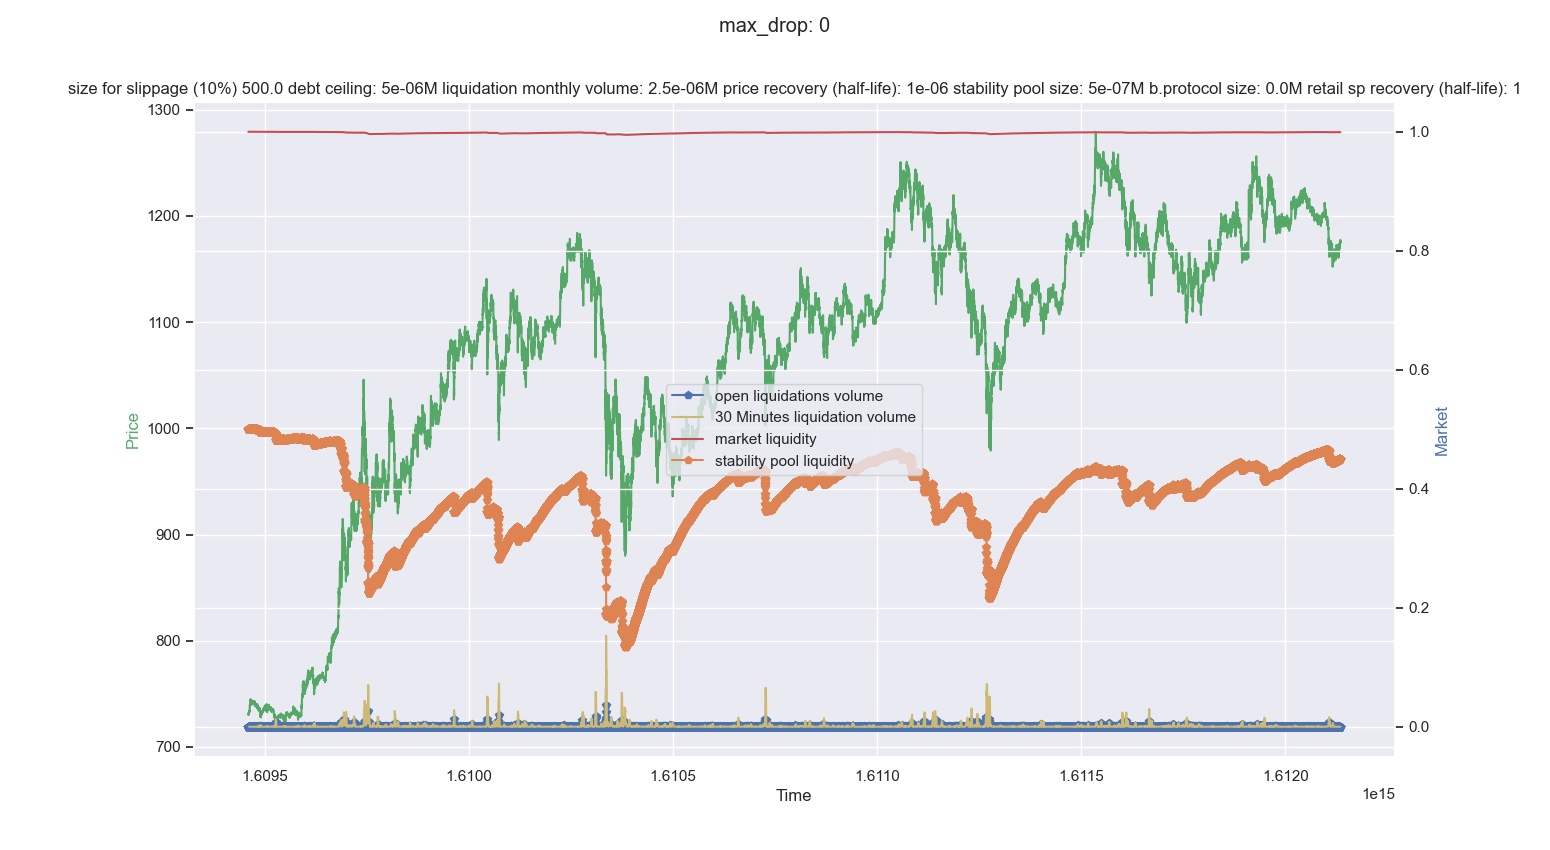 max_drop: 0
size for slippage (10%) 500.0 debt ceiling: 5e-06M liquidation monthly volume: 2.5e-06M price recovery (half-life): 1e-06 stability pool size: 5e-07M b.protocol size: 0.0M retail sp recovery (half-life): 1
1300
1200
1100
1000
900
800
700
Price
1.0
0.8
0.6
0.4
0.2
0.0
Market
open liquidations volume
30 Minutes liquidation volume
market liquidity
stability pool liquidity
1.6095 1.6100 1.6105 1.6110 1.6115 1.6120
Time
1e15